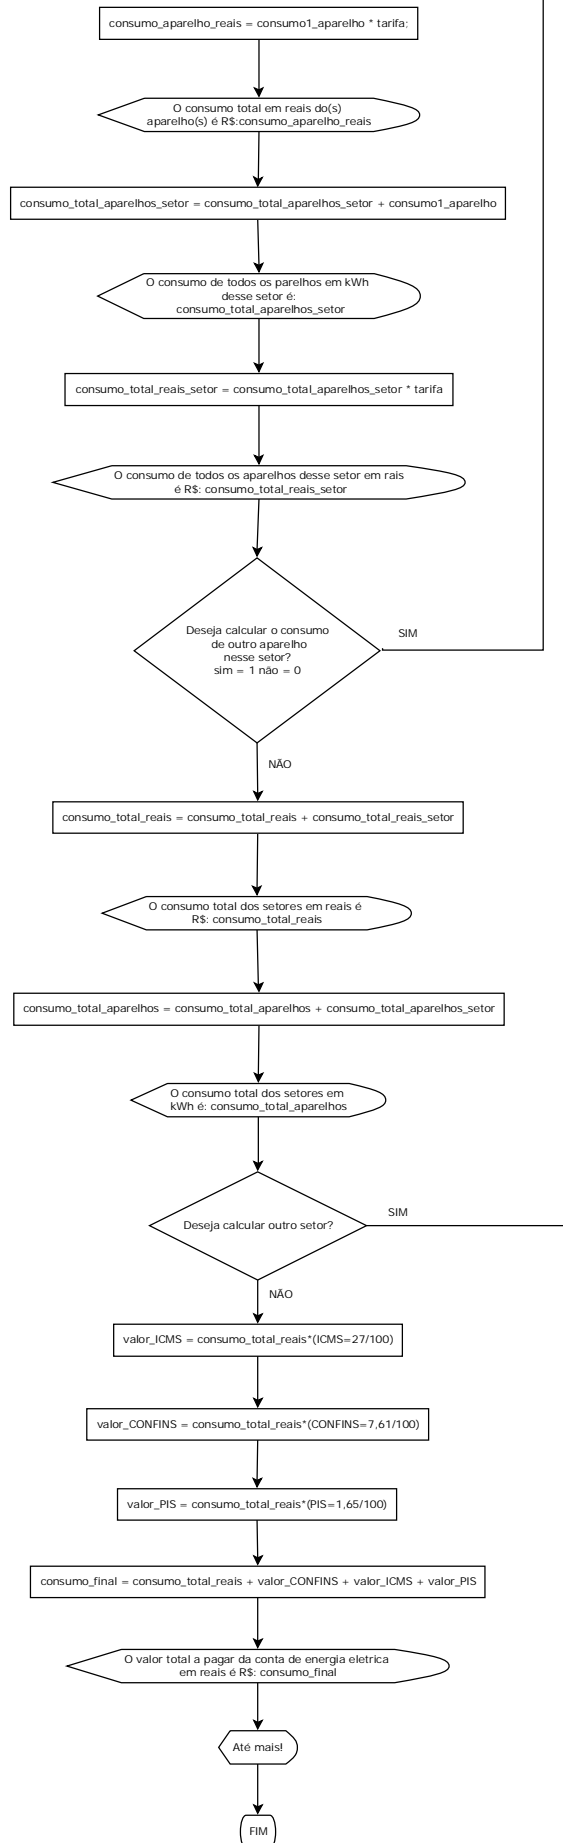 consumo_aparelho_reais = consumo1_aparelho * tarifa;
O consumo total em reais do(s)
aparelho(s) é R$:consumo_aparelho_reais
consumo_total_aparelhos_setor = consumo_total_aparelhos_setor + consumo1_aparelho
O consumo de todos os parelhos em kWh
desse setor é:
consumo_total_aparelhos_setor
consumo_total_reais_setor = consumo_total_aparelhos_setor * tarifa
O consumo de todos os aparelhos desse setor em rais
é R$: consumo_total_reais_setor
Deseja calcular o consumo
de outro aparelho
nesse setor?
sim = 1 não = 0
SIM
NÃO
consumo_total_reais = consumo_total_reais + consumo_total_reais_setor
O consumo total dos setores em reais é
R$: consumo_total_reais
consumo_total_aparelhos = consumo_total_aparelhos + consumo_total_aparelhos_setor
O consumo total dos setores em
kWh é: consumo_total_aparelhos
Deseja calcular outro setor?
SIM
NÃO
valor_ICMS = consumo_total_reais*(ICMS=27/100)
valor_CONFINS = consumo_total_reais*(CONFINS=7,61/100)
valor_PIS = consumo_total_reais*(PIS=1,65/100)
consumo_final = consumo_total_reais + valor_CONFINS + valor_ICMS + valor_PIS
O valor total a pagar da conta de energia eletrica
em reais é R$: consumo_final
Até mais!
FIM